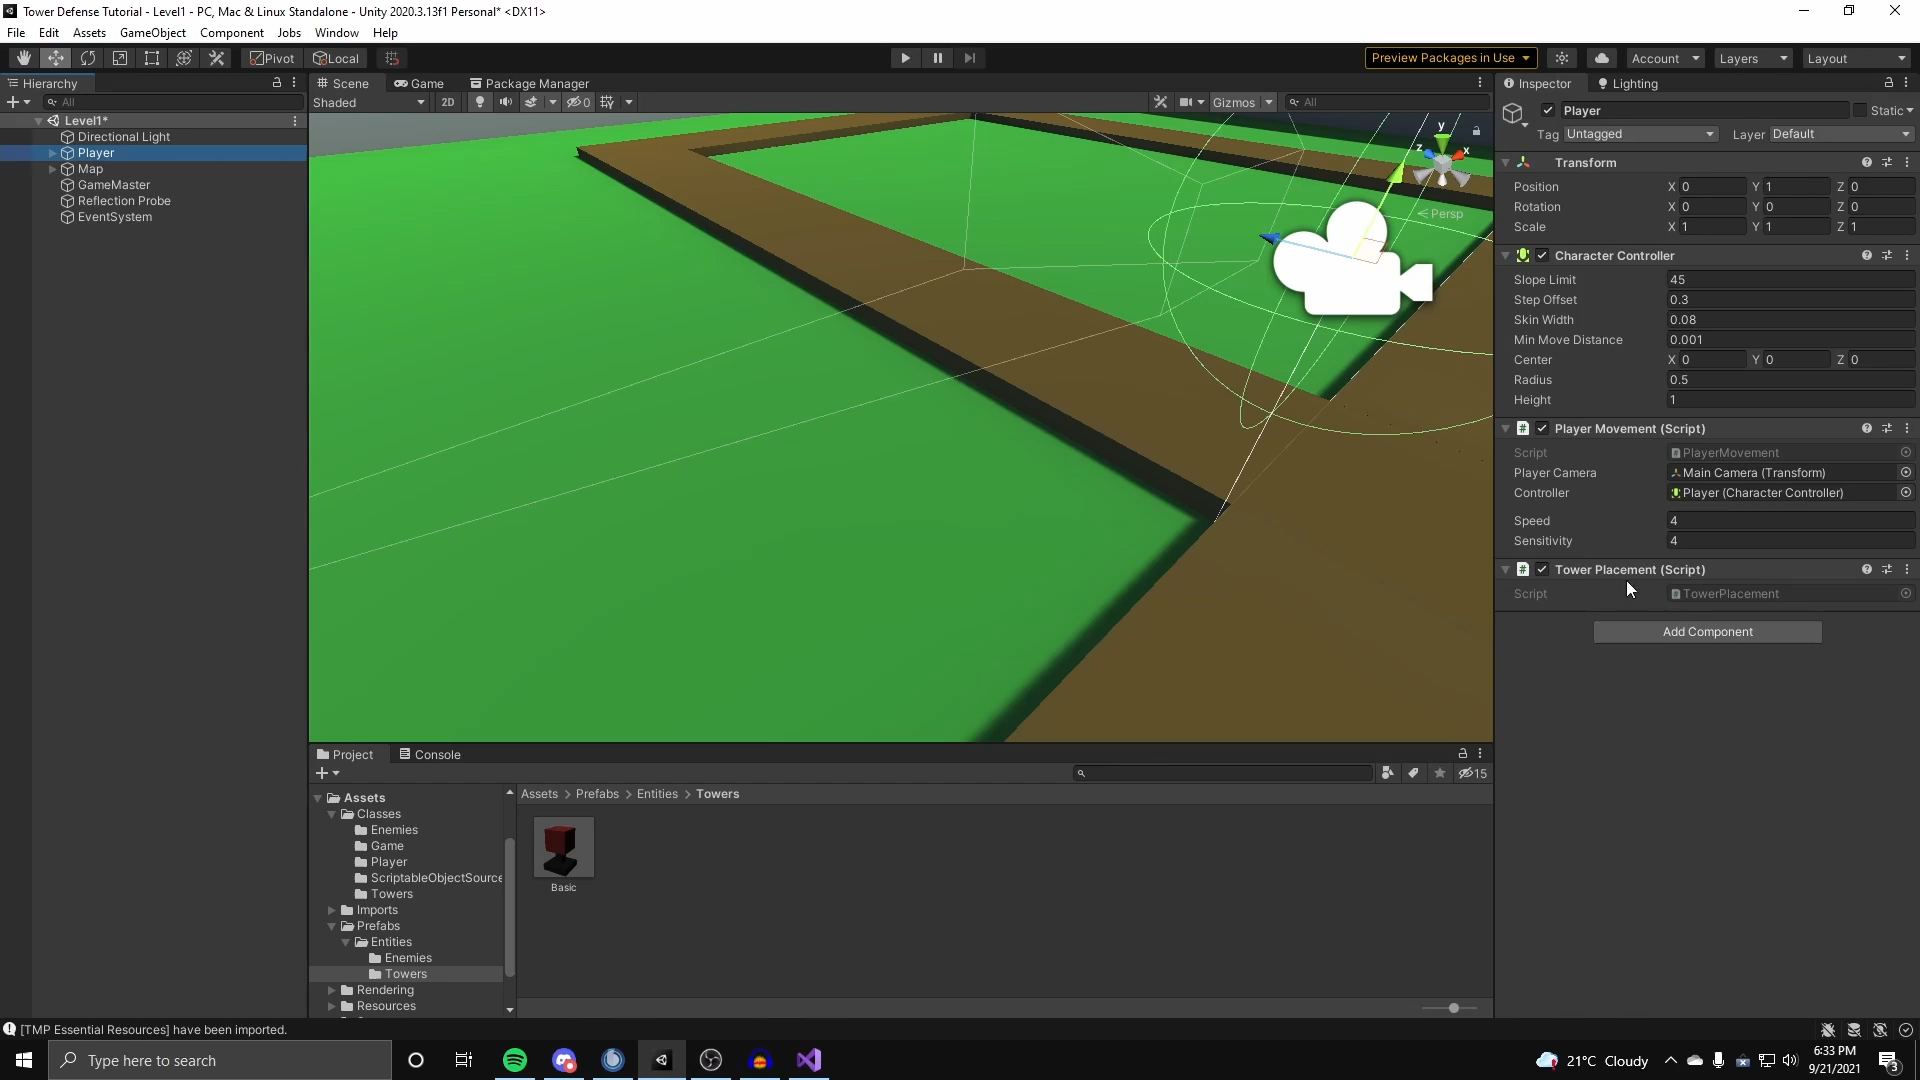 Tower Defense Tutorial - Level1 - PC, Mac & Linux Standalone - Unity 2020.3.13f1 Personal* <DX11>
File Edit Assets GameObject Component Jobs Window Help
Pivot Local Preview Packages in Use Account Layers Layout
Hierarchy
All
Level1*
Directional Light
Player
Map
GameMaster
Reflection Probe
EventSystem
Scene Game Package Manager
Shaded 2D 0 Gizmos All
y
z
x
Persp
Inspector Lighting
Player Static
Tag Untagged Layer Default
Transform
Position X 0 Y 1 Z 0
Rotation X 0 Y 0 Z 0
Scale X 1 Y 1 Z 1
Character Controller
Slope Limit 45
Step Offset 0.3
Skin Width 0.08
Min Move Distance 0.001
Center X 0 Y 0 Z 0
Radius 0.5
Height 1
# Player Movement (Script)
Script PlayerMovement
Player Camera Main Camera (Transform)
Controller Player (Character Controller)
Speed 4
Sensitivity 4
# Tower Placement (Script)
Script TowerPlacement
Add Component
Project Console
15
Assets
Classes
Enemies
Game
Player
ScriptableObjectSource
Towers
Imports
Prefabs
Entities
Enemies
Towers
Rendering
Resources
Assets > Prefabs > Entities > Towers
Basic
[TMP Essential Resources] have been imported.
Type here to search
21°C Cloudy
6:33 PM
9/21/2021
3